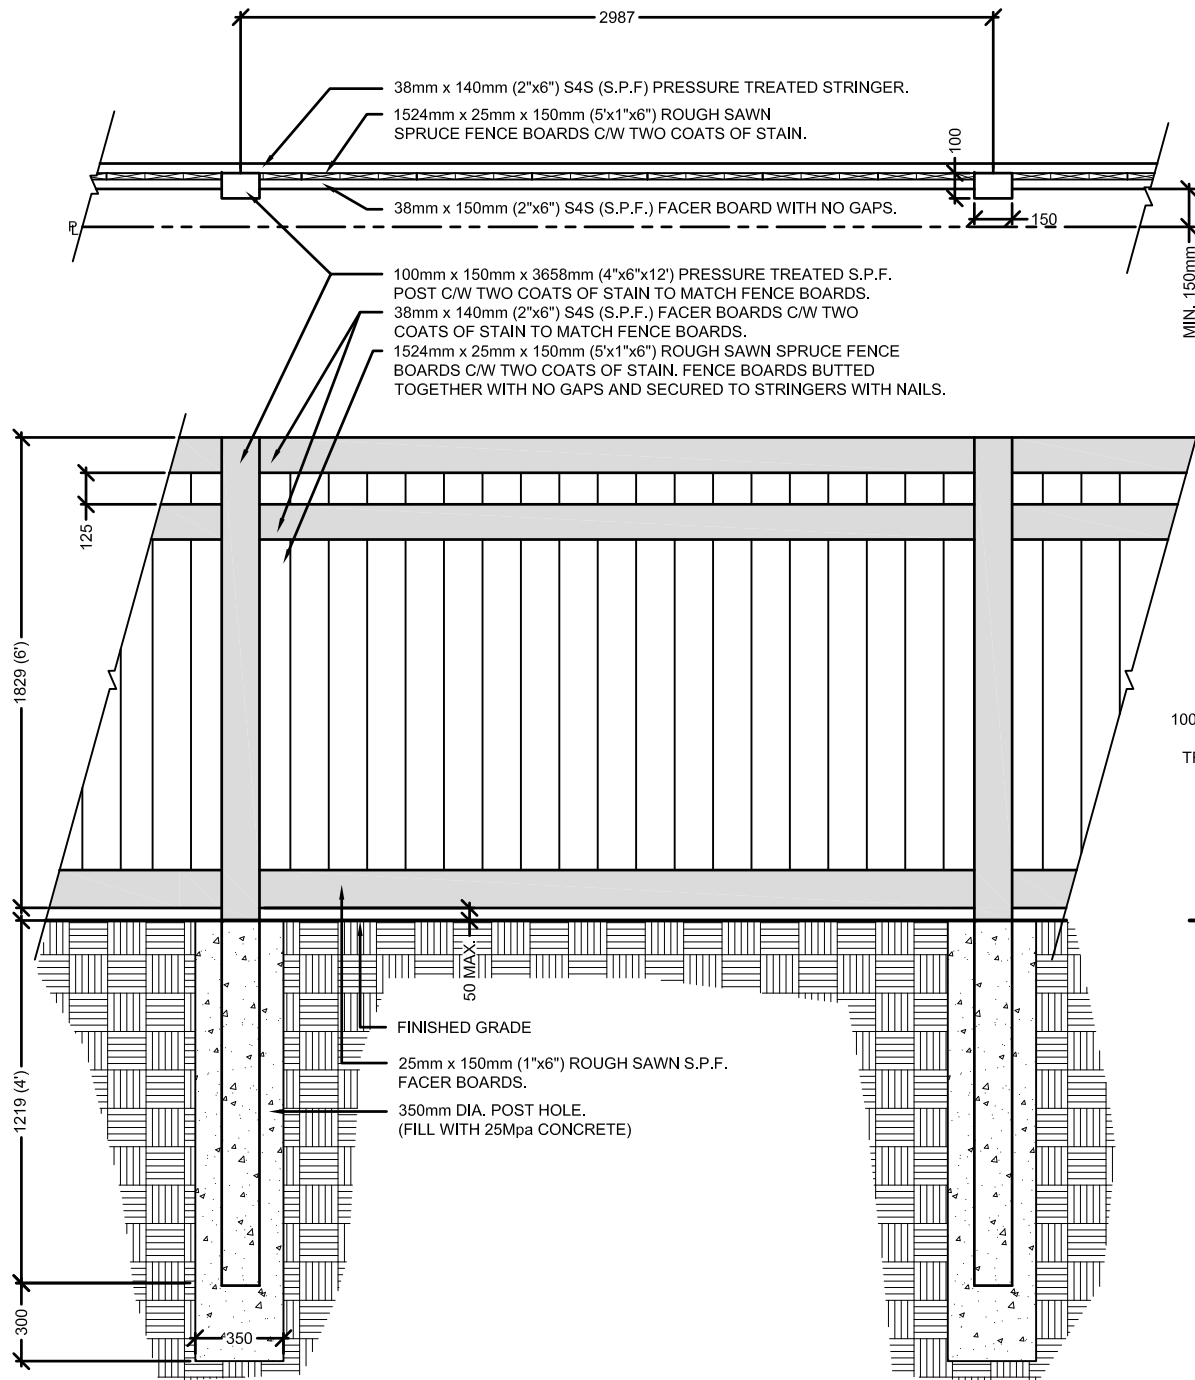 2987
38mm x 140mm (2"x6") S4S (S.P.F) PRESSURE TREATED STRINGER.
1524mm x 25mm x 150mm (5'x1"x6") ROUGH SAWN
SPRUCE FENCE BOARDS C/W TWO COATS OF STAIN.
100
38mm x 150mm (2"x6") S4S (S.P.F.) FACER BOARD WITH NO GAPS.
150
PL
MIN. 150mm
100mm x 150mm x 3658mm (4"x6"x12') PRESSURE TREATED S.P.F.
POST C/W TWO COATS OF STAIN TO MATCH FENCE BOARDS.
38mm x 140mm (2"x6") S4S (S.P.F.) FACER BOARDS C/W TWO
COATS OF STAIN TO MATCH FENCE BOARDS.
1524mm x 25mm x 150mm (5'x1"x6") ROUGH SAWN SPRUCE FENCE
BOARDS C/W TWO COATS OF STAIN. FENCE BOARDS BUTTED
TOGETHER WITH NO GAPS AND SECURED TO STRINGERS WITH NAILS.
125
1829 (6')
100
50 MAX.
FINISHED GRADE
25mm x 150mm (1"x6") ROUGH SAWN S.P.F.
FACER BOARDS.
1219 (4')
350mm DIA. POST HOLE.
(FILL WITH 25Mpa CONCRETE)
300
350